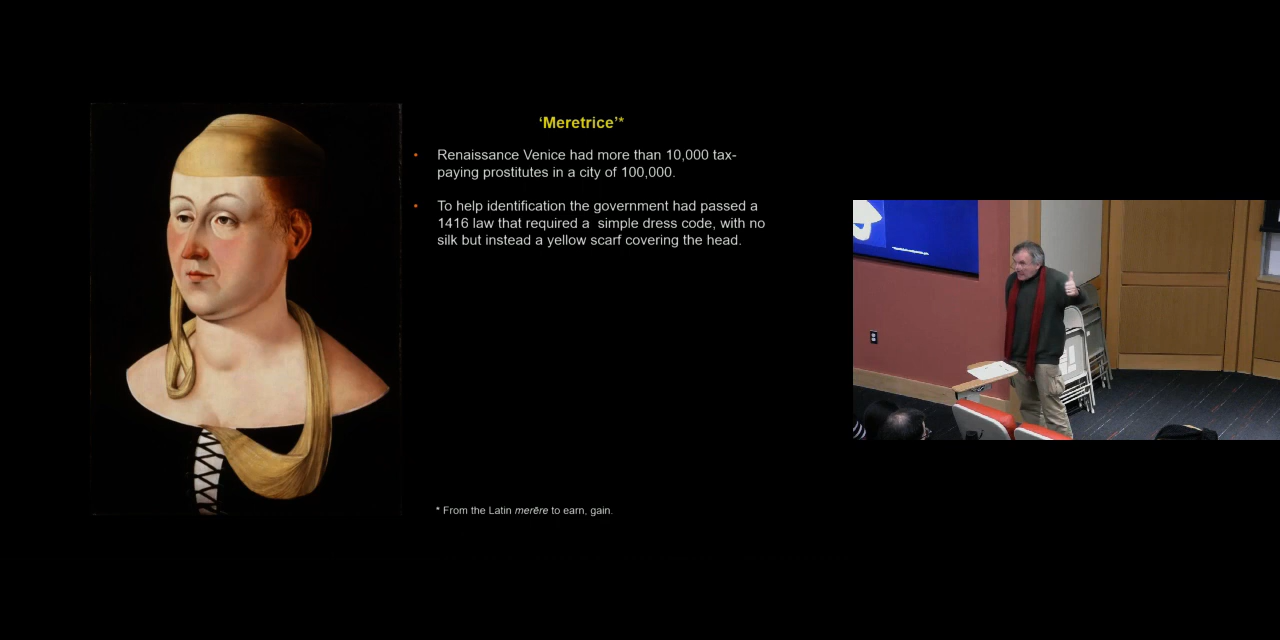 ‘Meretrice’*
• Renaissance Venice had more than 10,000 tax-
paying prostitutes in a city of 100,000.
• To help identification the government had passed a
1416 law that required a  simple dress code, with no
silk but instead a yellow scarf covering the head.
* From the Latin merēre to earn, gain.